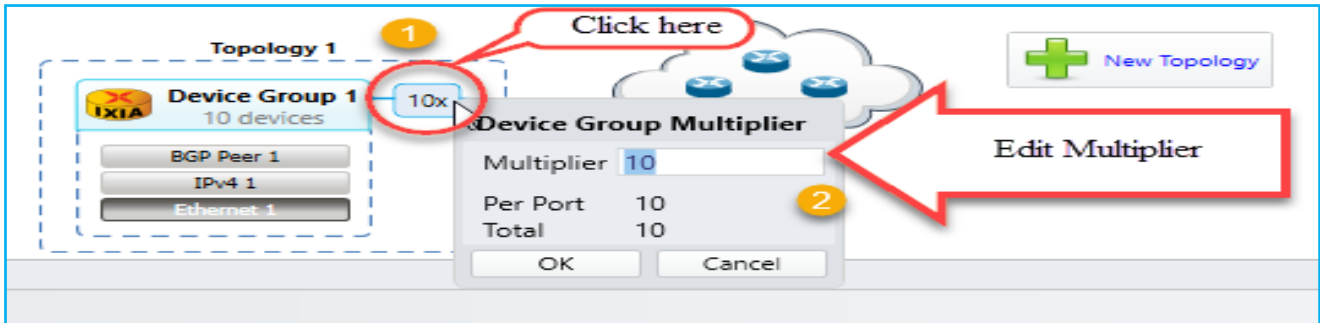 Topology 1
1
Click here
New Topology
IXIA
Device Group 1
10 devices
10x
BGP Peer 1
IPv4 1
Ethernet 1
Device Group Multiplier
Multiplier 10
Per Port 10
Total 10
OK Cancel
2
Edit Multiplier